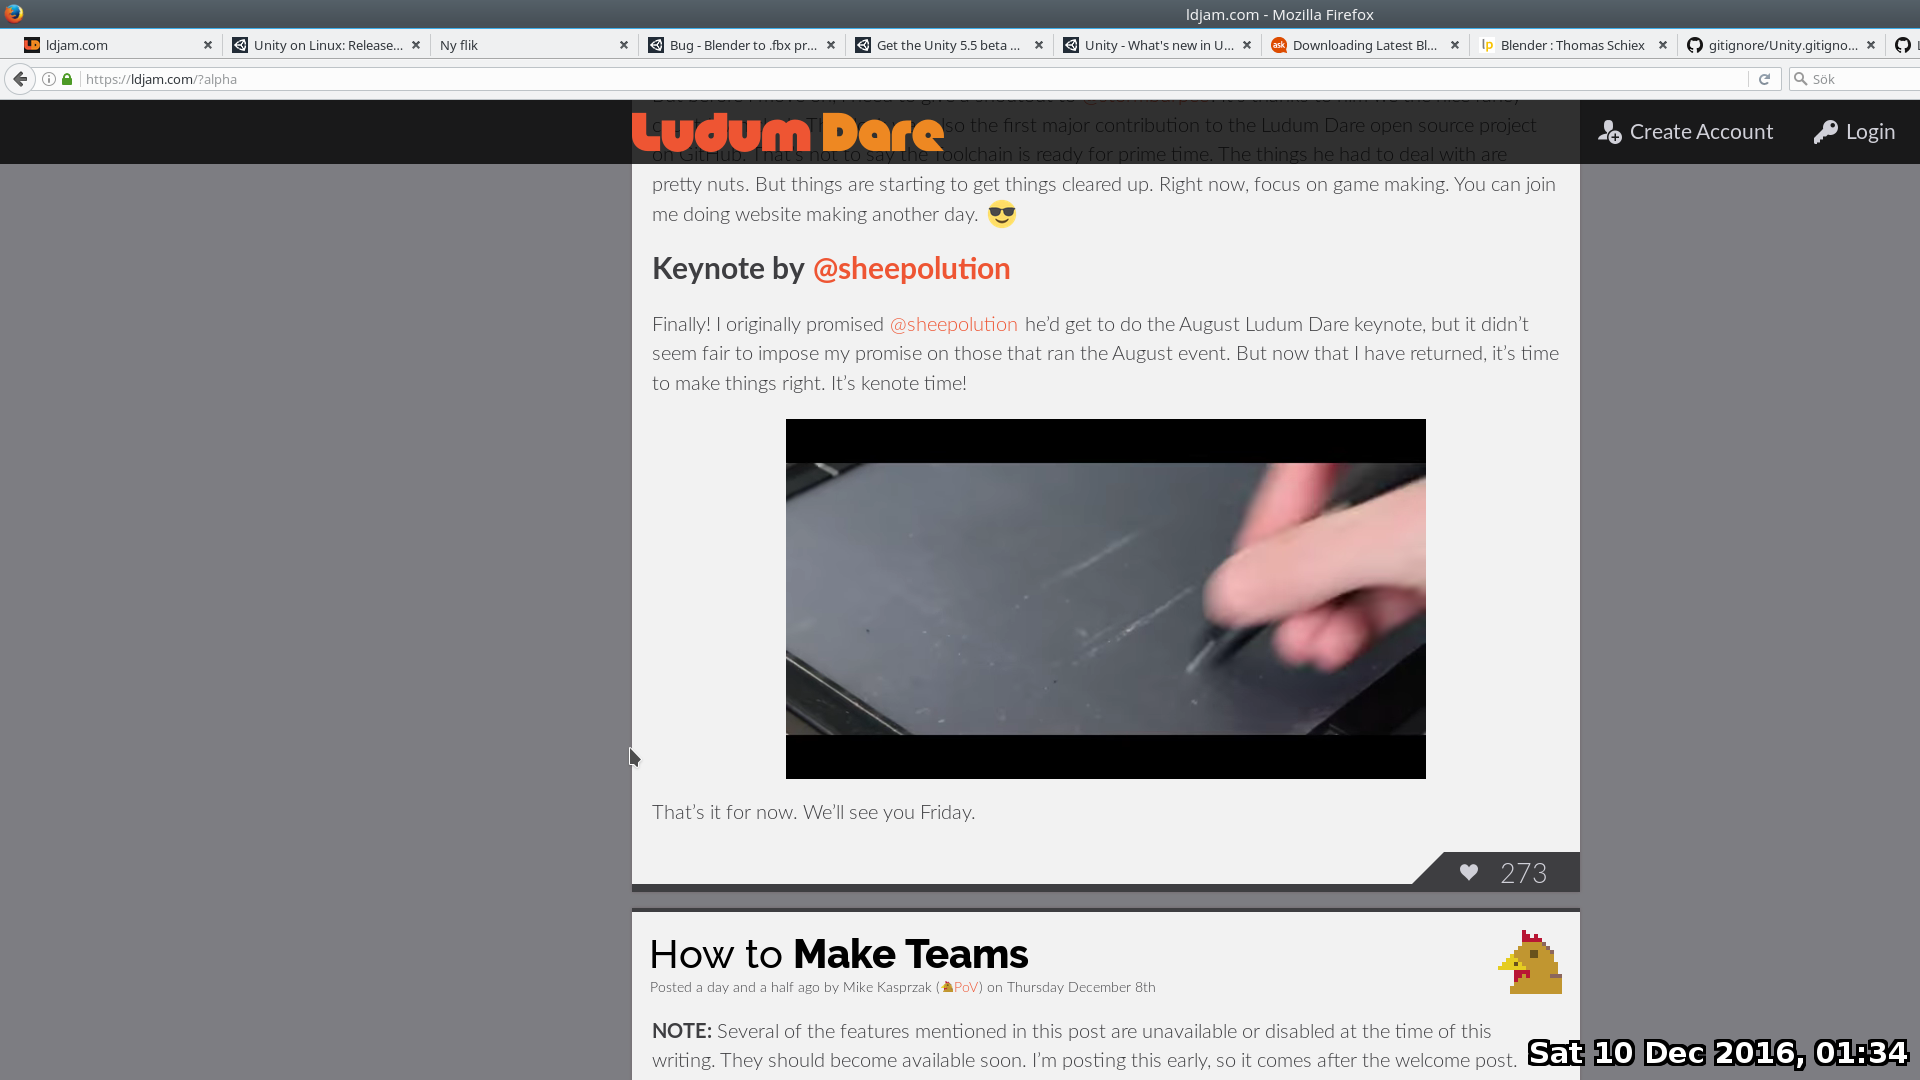 ldjam.com - Mozilla Firefox
ldjam.com
Unity on Linux: Release...
Ny flik
Bug - Blender to .fbx pr...
Get the Unity 5.5 beta ...
Unity - What's new in U...
Downloading Latest Bl...
Blender : Thomas Schiex
gitignore/Unity.gitigno...
https://ldjam.com/?alpha
Sök
Ludum Dare
Create Account
Login
also the first major contribution to the Ludum Dare open source project
on GitHub. That's not to say the Toolchain is ready for prime time. The things he had to deal with are
pretty nuts. But things are starting to get things cleared up. Right now, focus on game making. You can join
me doing website making another day.
Keynote by @sheepolution
Finally! I originally promised @sheepolution he’d get to do the August Ludum Dare keynote, but it didn’t
seem fair to impose my promise on those that ran the August event. But now that I have returned, it’s time
to make things right. It’s kenote time!
That’s it for now. We’ll see you Friday.
273
How to Make Teams
Posted a day and a half ago by Mike Kasprzak (PoV) on Thursday December 8th
NOTE: Several of the features mentioned in this post are unavailable or disabled at the time of this
writing. They should become available soon. I’m posting this early, so it comes after the welcome post.
Sat 10 Dec 2016, 01:34